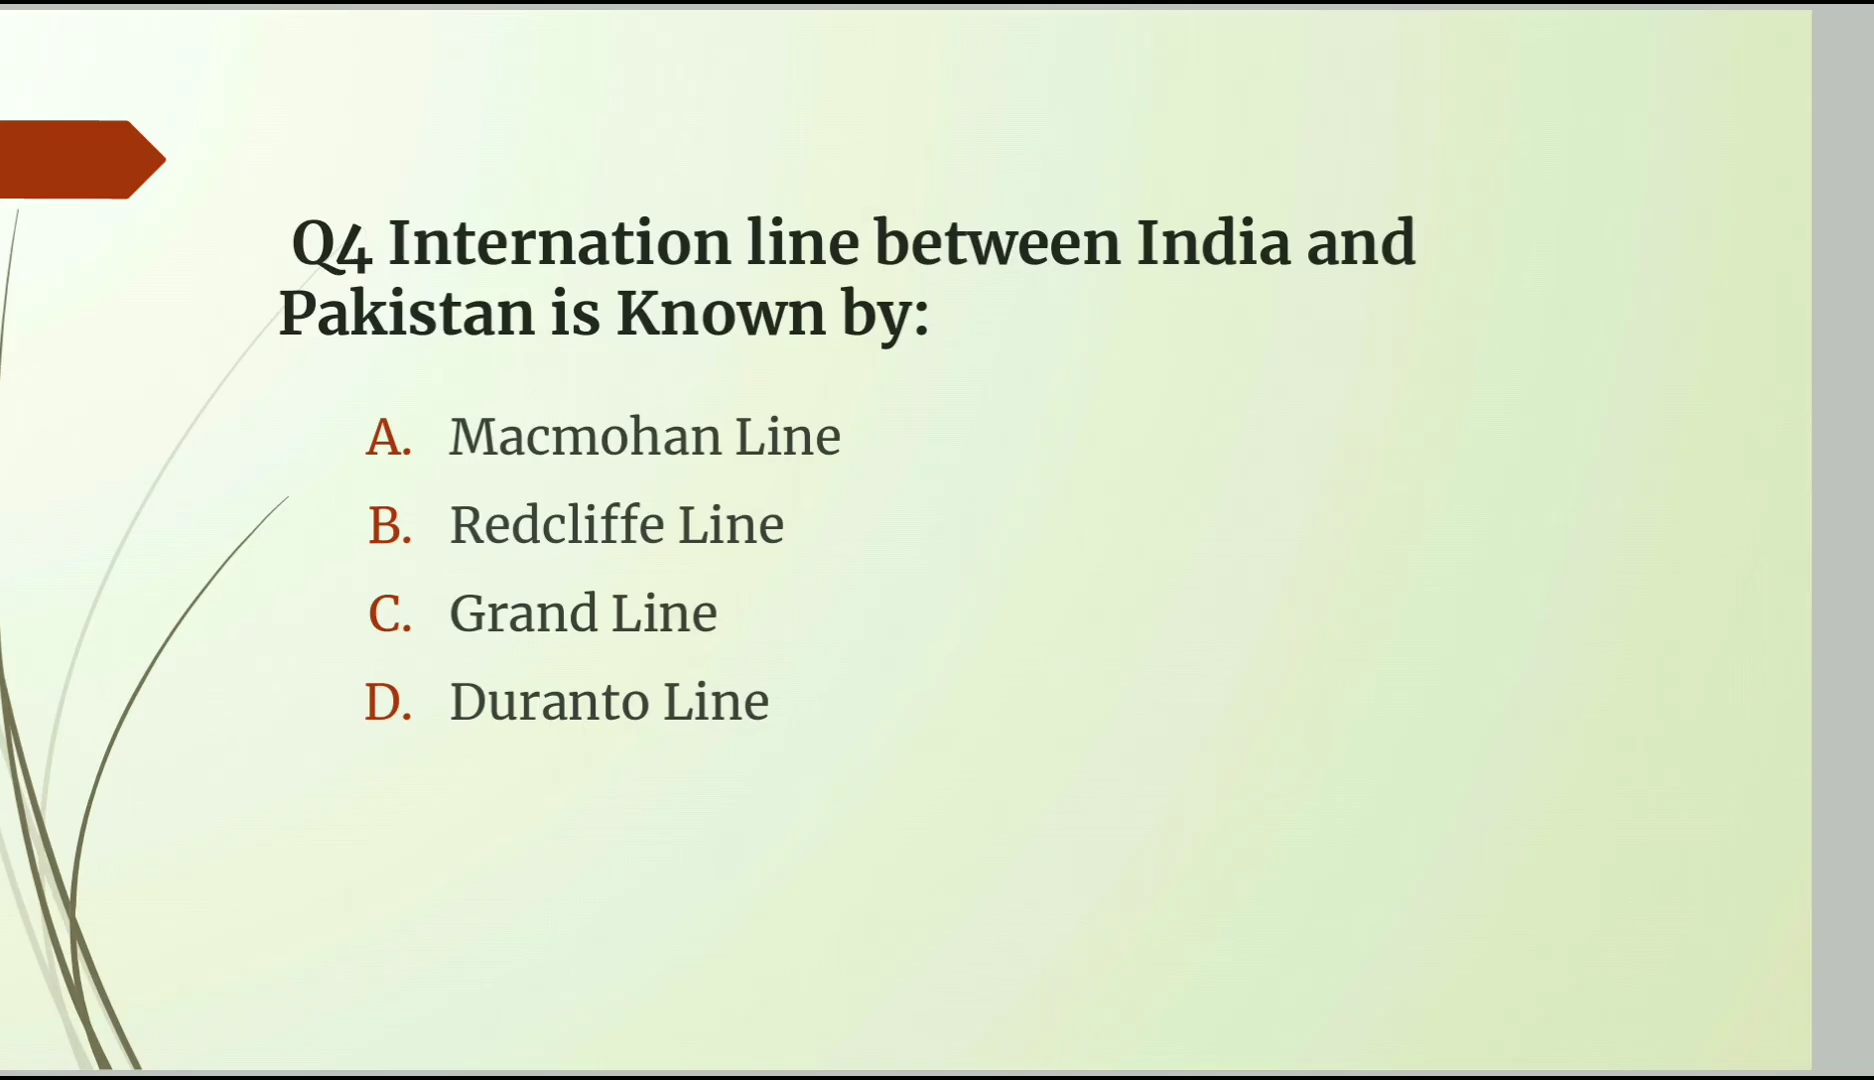 Q4 Internation line between India and
Pakistan is Known by:
A. Macmohan Line
B. Redcliffe Line
C. Grand Line
D. Duranto Line